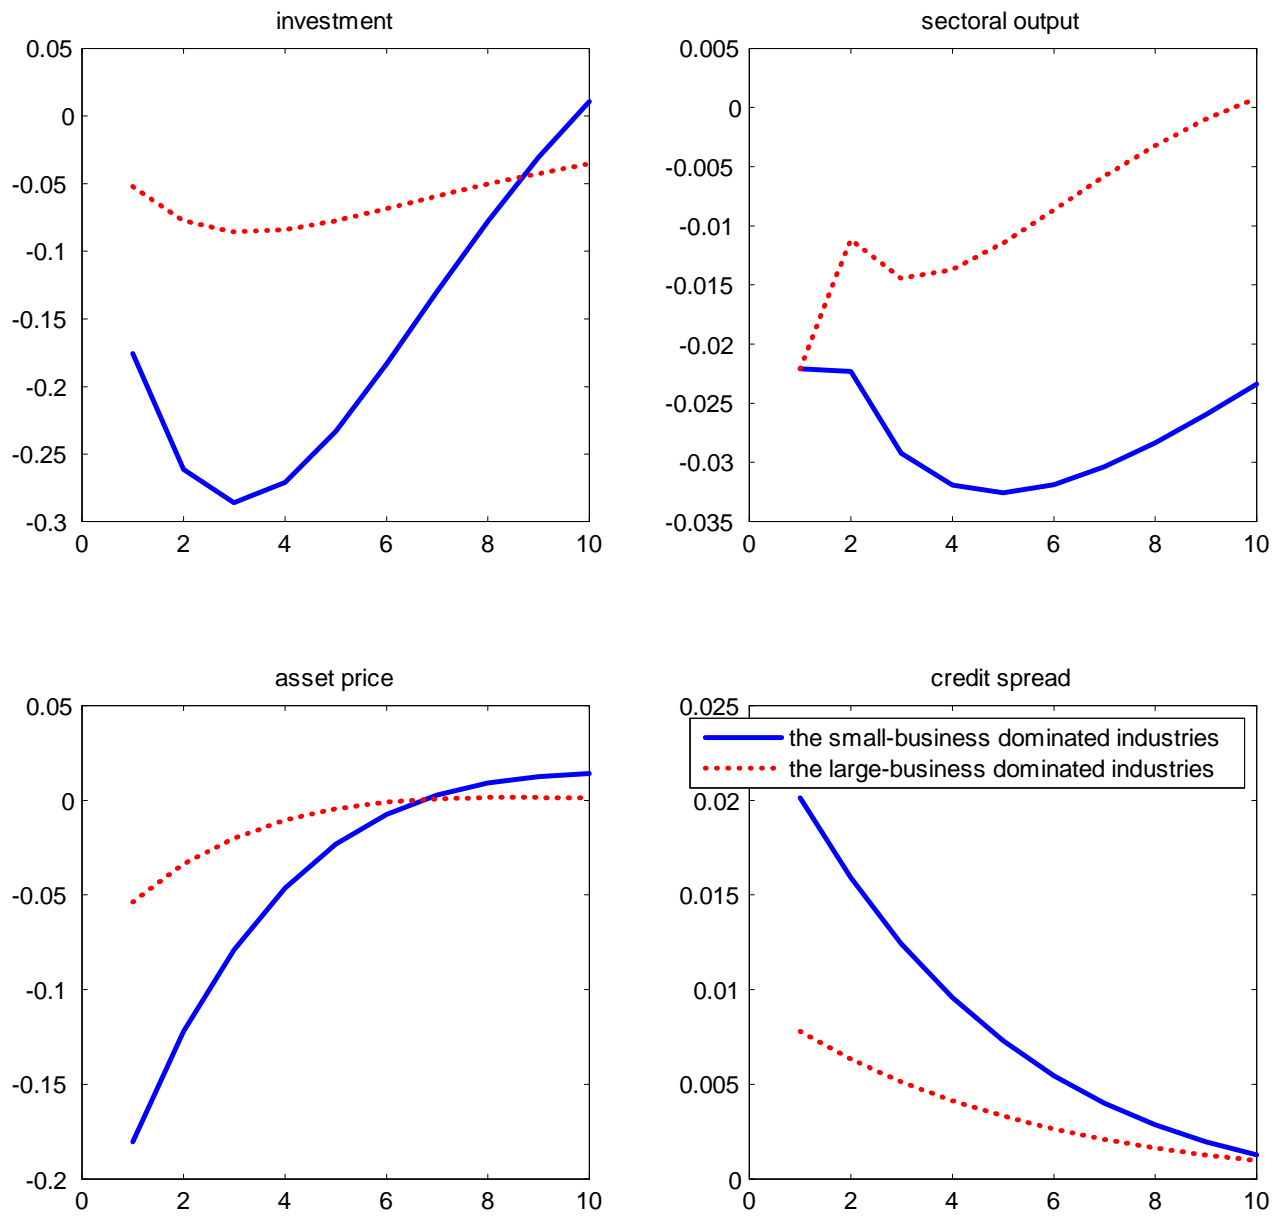 investment
0.05
0
-0.05
-0.1
-0.15
-0.2
-0.25
-0.3
0 2 4 6 8 10
sectoral output
0.005
0
-0.005
-0.01
-0.015
-0.02
-0.025
-0.03
-0.035
0 2 4 6 8 10
asset price
0.05
0
-0.05
-0.1
-0.15
-0.2
0 2 4 6 8 10
credit spread
0.025
the small-business dominated industries
the large-business dominated industries
0.02
0.015
0.01
0.005
0
0 2 4 6 8 10